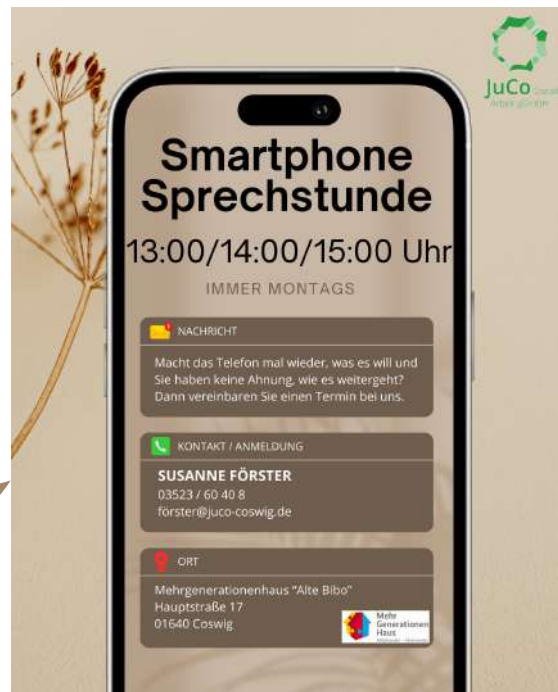 JuCo Soziale
Arbeit gGmbH
Smartphone
Sprechstunde
13:00/14:00/15:00 Uhr
IMMER MONTAGS
NACHRICHT
Macht das Telefon mal wieder, was es will und
Sie haben keine Ahnung, wie es weitergeht?
Dann vereinbaren Sie einen Termin bei uns.
KONTAKT / ANMELDUNG
SUSANNE FÖRSTER
03523 / 60 40 8
förster@juco-coswig.de
ORT
Mehrgenerationenhaus "Alte Bibo"
Hauptstraße 17
01640 Coswig
Mehr
Generationen
Haus